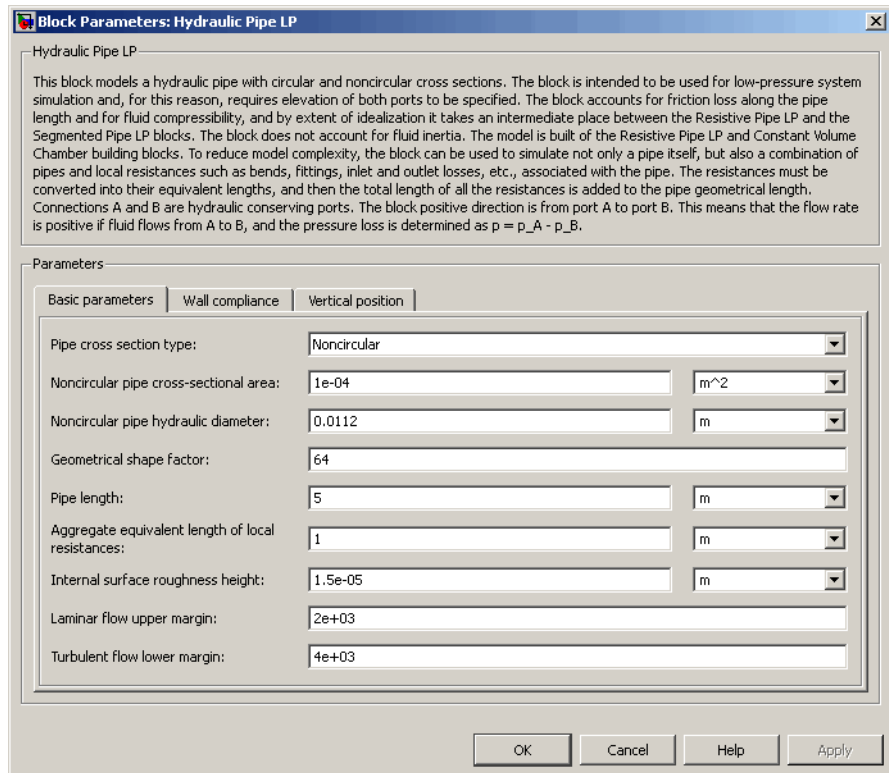 Block Parameters: Hydraulic Pipe LP
Hydraulic Pipe LP
This block models a hydraulic pipe with circular and noncircular cross sections. The block is intended to be used for low-pressure system
simulation and, for this reason, requires elevation of both ports to be specified. The block accounts for friction loss along the pipe
length and for fluid compressibility, and by extent of idealization it takes an intermediate place between the Resistive Pipe LP and the
Segmented Pipe LP blocks. The block does not account for fluid inertia. The model is built of the Resistive Pipe LP and Constant Volume
Chamber building blocks. To reduce model complexity, the block can be used to simulate not only a pipe itself, but also a combination of
pipes and local resistances such as bends, fittings, inlet and outlet losses, etc., associated with the pipe. The resistances must be
converted into their equivalent lengths, and then the total length of all the resistances is added to the pipe geometrical length.
Connections A and B are hydraulic conserving ports. The block positive direction is from port A to port B. This means that the flow rate
is positive if fluid flows from A to B, and the pressure loss is determined as p = p_A - p_B.
Parameters
Basic parameters Wall compliance Vertical position
Pipe cross section type: Noncircular
Noncircular pipe cross-sectional area: 1e-04 m^2
Noncircular pipe hydraulic diameter: 0.0112 m
Geometrical shape factor: 64
Pipe length: 5 m
Aggregate equivalent length of local
resistances: 1 m
Internal surface roughness height: 1.5e-05 m
Laminar flow upper margin: 2e+03
Turbulent flow lower margin: 4e+03
OK Cancel Help Apply